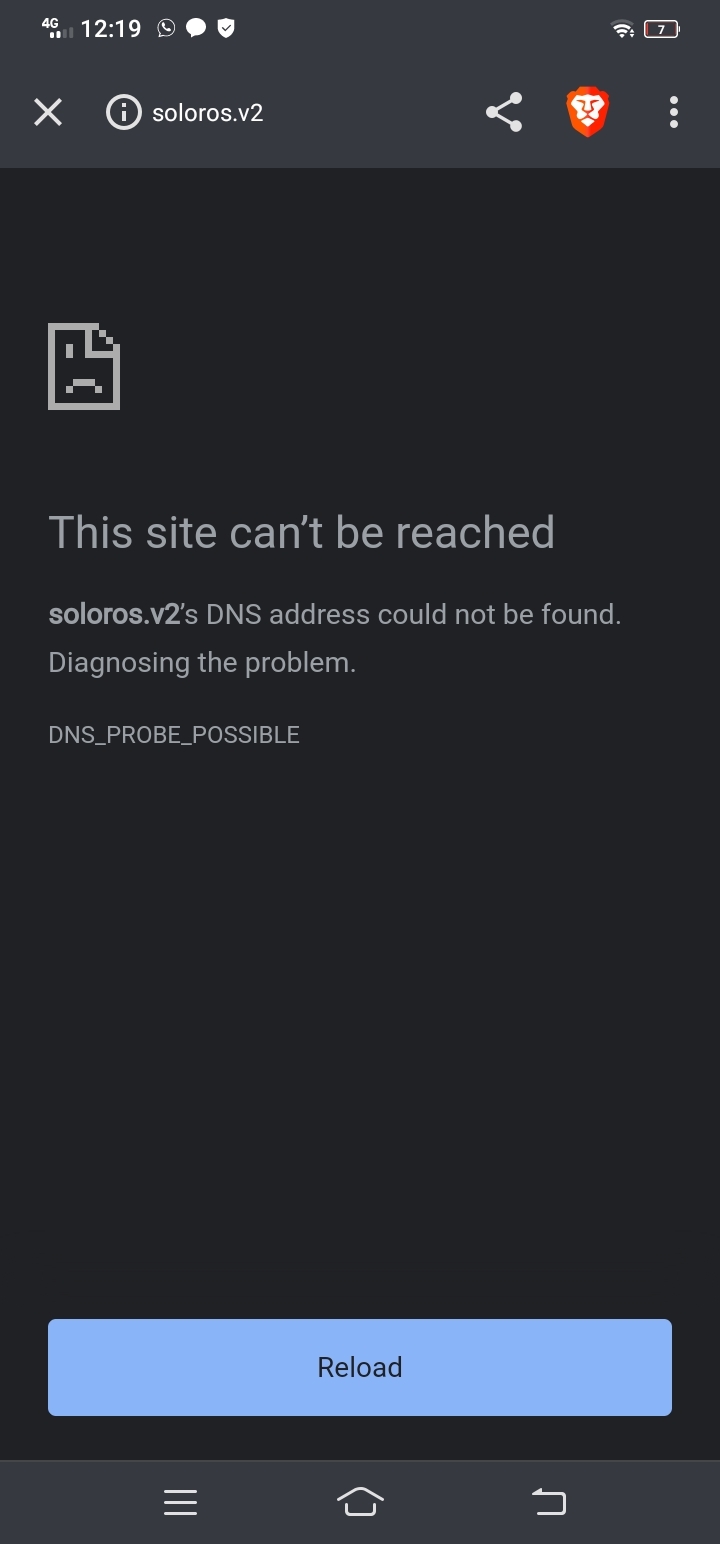 4G 12:19 7
soloros.v2
This site can’t be reached
soloros.v2’s DNS address could not be found.
Diagnosing the problem.
DNS_PROBE_POSSIBLE
Reload